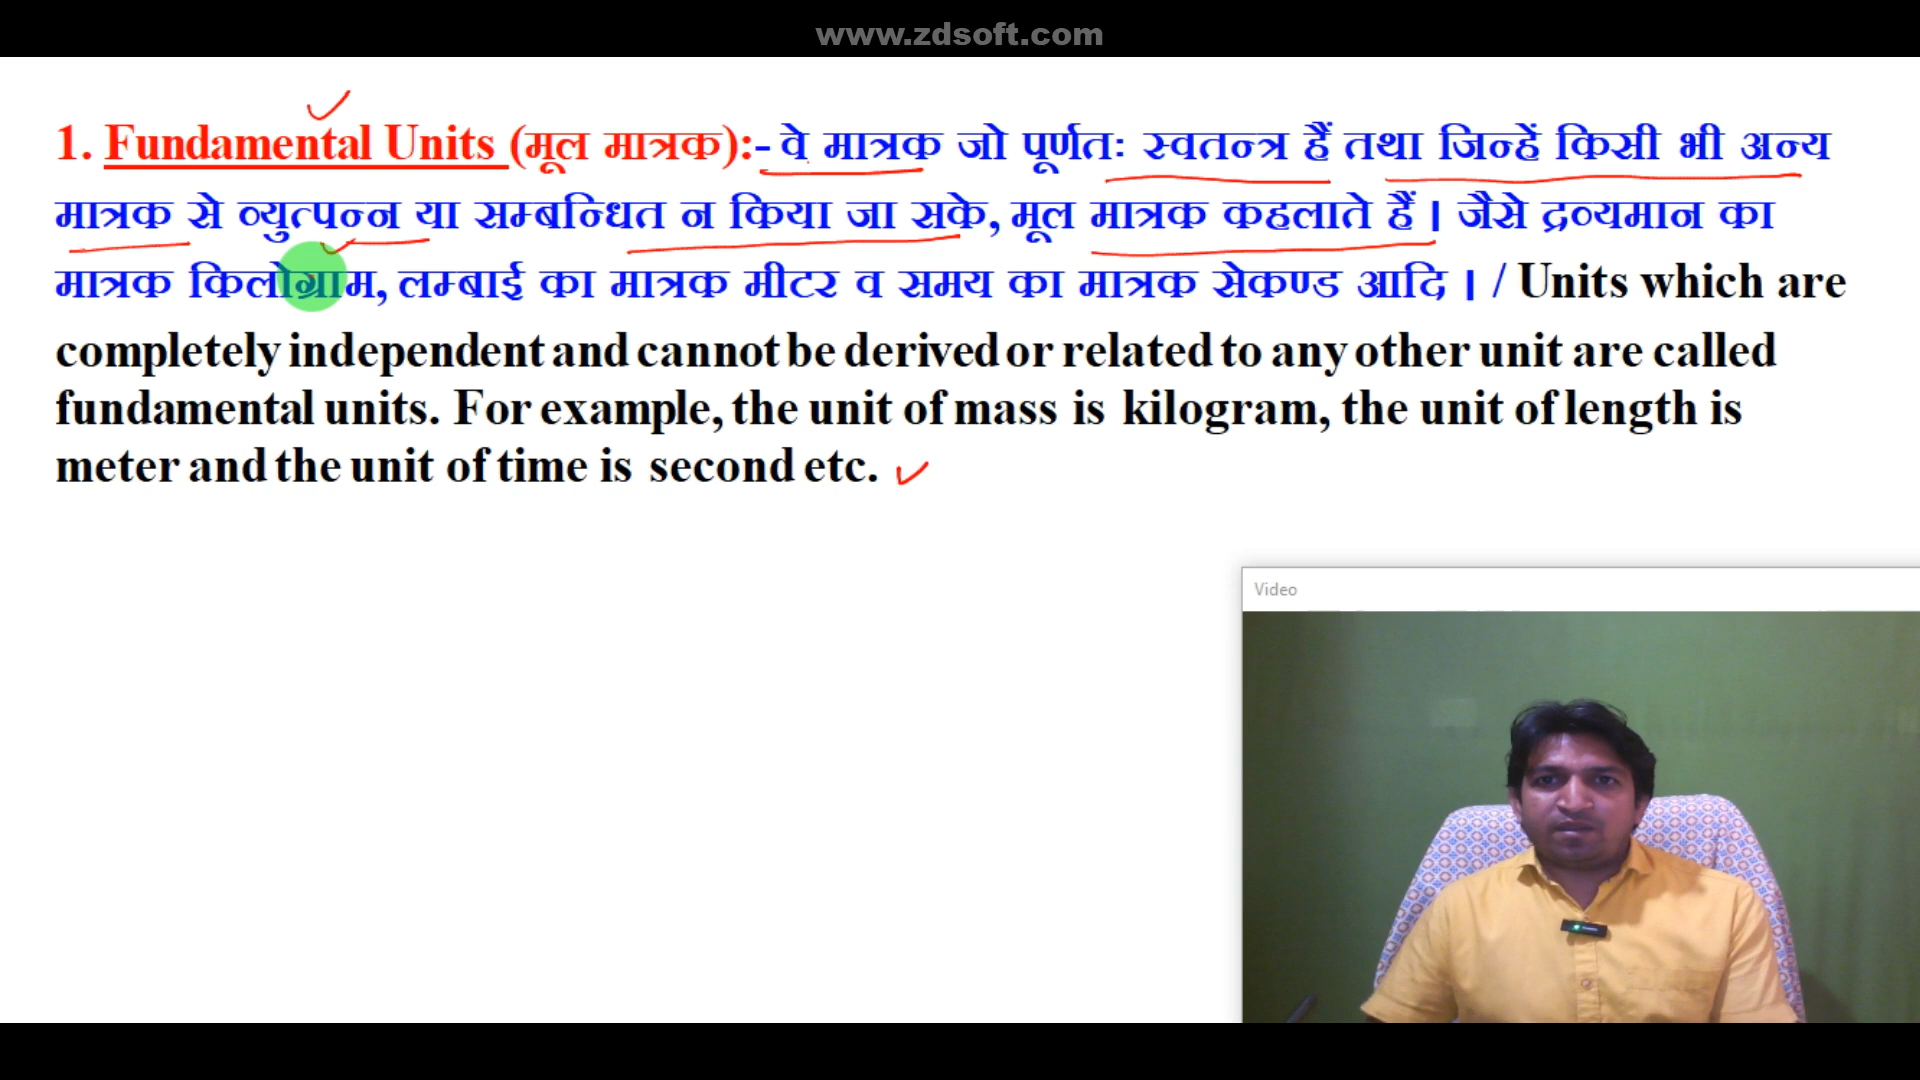 www.zdsoft.com
1. Fundamental Units (मूल मात्रक):- वे मात्रक जो पूर्णतः स्वतन्त्र हैं तथा जिन्हें किसी भी अन्य
मात्रक से व्युत्पन्न या सम्बन्धित न किया जा सके, मूल मात्रक कहलाते हैं। जैसे द्रव्यमान का
मात्रक किलोग्राम, लम्बाई का मात्रक मीटर व समय का मात्रक सेकण्ड आदि। / Units which are
completely independent and cannot be derived or related to any other unit are called
fundamental units. For example, the unit of mass is kilogram, the unit of length is
meter and the unit of time is second etc.
Video